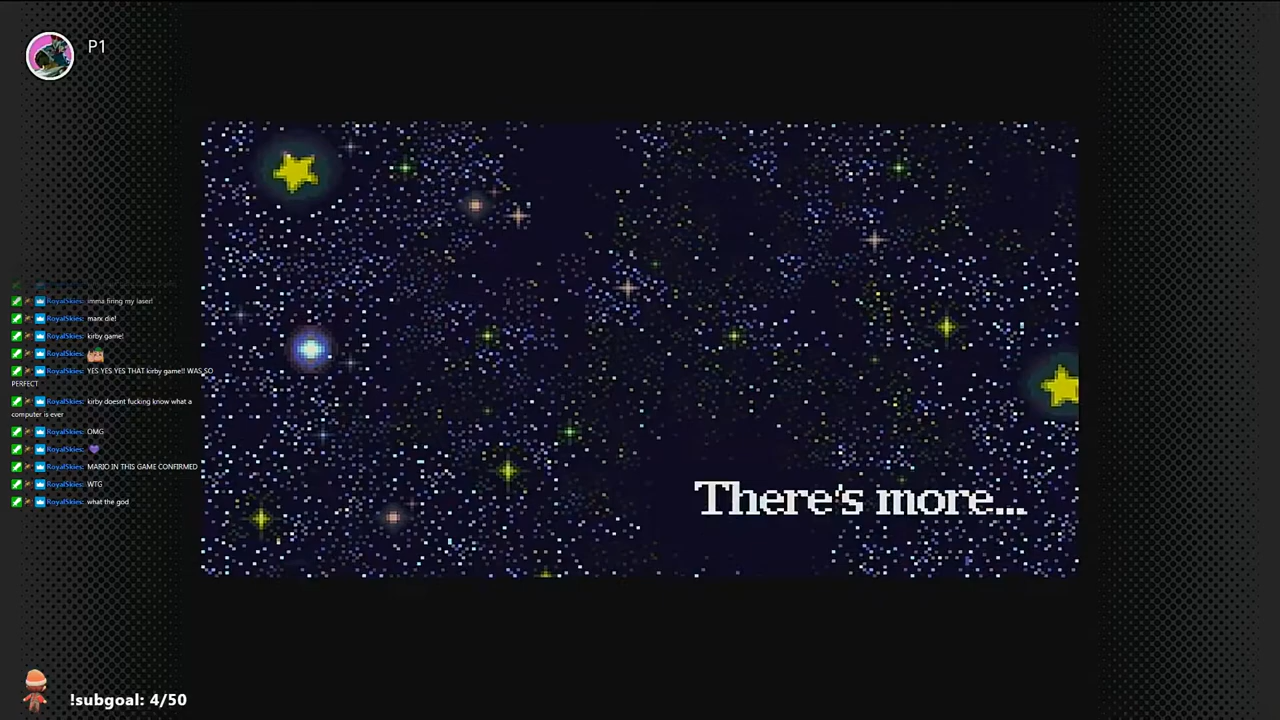 P1
RoyalSkies: imma firing my laser!
RoyalSkies: marx die!
RoyalSkies: kirby game!
RoyalSkies:
RoyalSkies: YES YES YES THAT kirby game!! WAS SO
PERFECT
RoyalSkies: kirby doesnt fucking know what a
computer is ever
RoyalSkies: OMG
RoyalSkies:
RoyalSkies: MARIO IN THIS GAME CONFIRMED
RoyalSkies: WTG
RoyalSkies: what the god
There's more...
!subgoal: 4/50